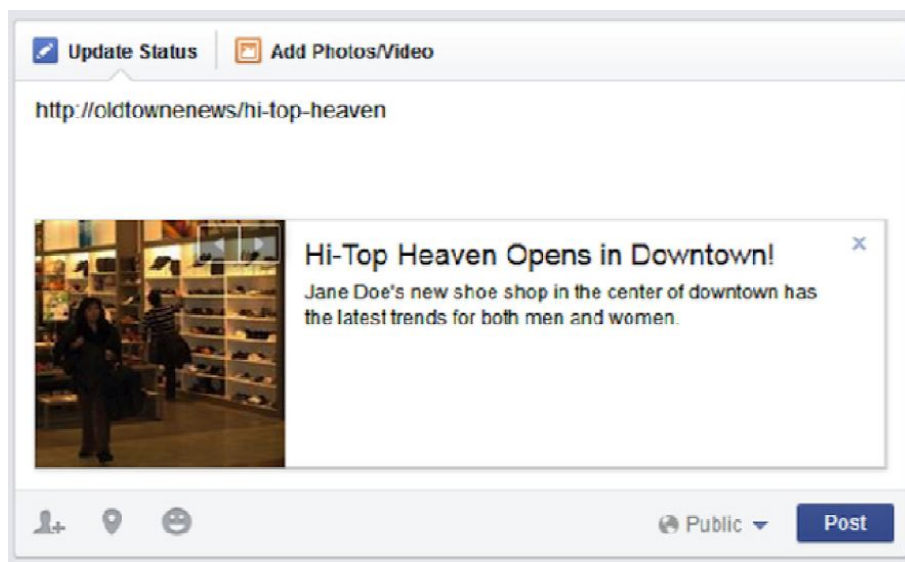 Update Status
Add Photos/Video
http://oldtownenews/hi-top-heaven
Hi-Top Heaven Opens in Downtown!
Jane Doe's new shoe shop in the center of downtown has
the latest trends for both men and women.
Public
Post